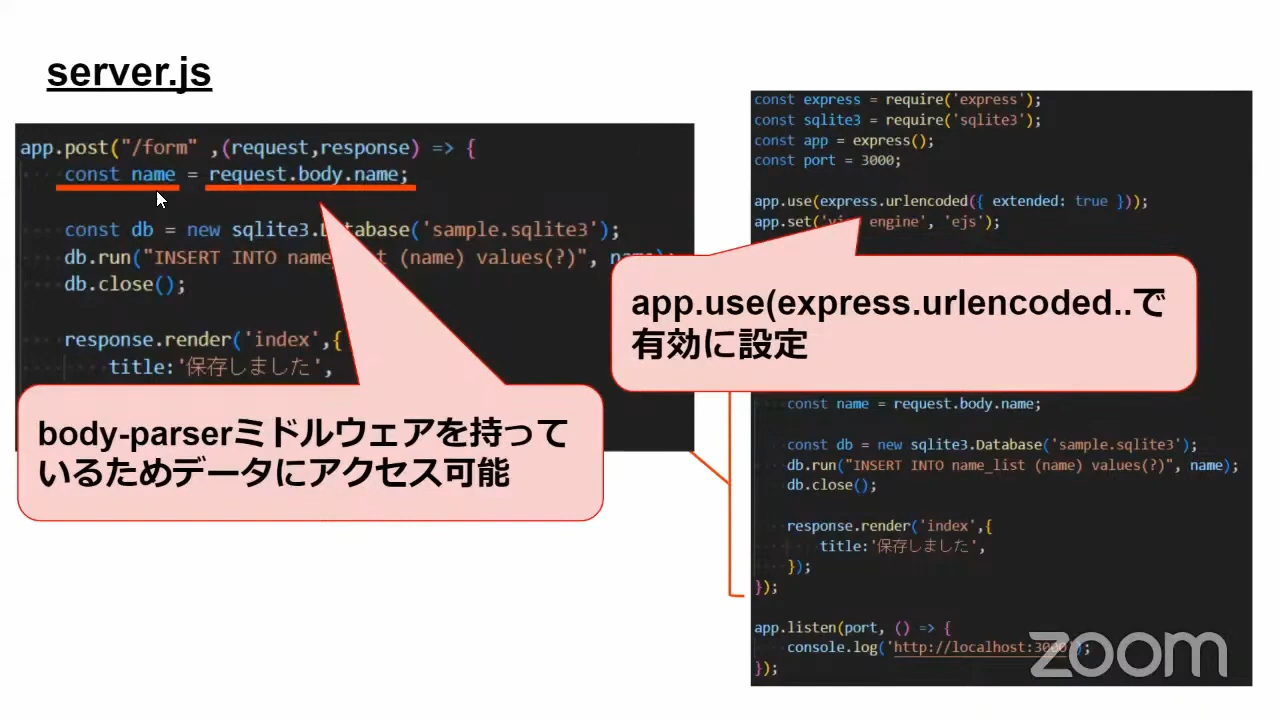 server.js
app.post("/form" ,(request,response) => {
const name = request.body.name;
const db = new sqlite3.Database('sample.sqlite3');
db.run("INSERT INTO name_list (name) values(?)", name);
db.close();
response.render('index',{
title:'保存しました',
body-parserミドルウェアを持って
いるためデータにアクセス可能
const express = require('express');
const sqlite3 = require('sqlite3');
const app = express();
const port = 3000;
app.use(express.urlencoded({ extended: true }));
app.set('view engine', 'ejs');
app.use(express.urlencoded..で
有効に設定
const name = request.body.name;
const db = new sqlite3.Database('sample.sqlite3');
db.run("INSERT INTO name_list (name) values(?)", name);
db.close();
response.render('index',{
title:'保存しました',
});
});
app.listen(port, () => {
console.log('http://localhost:3000');
});
zoom